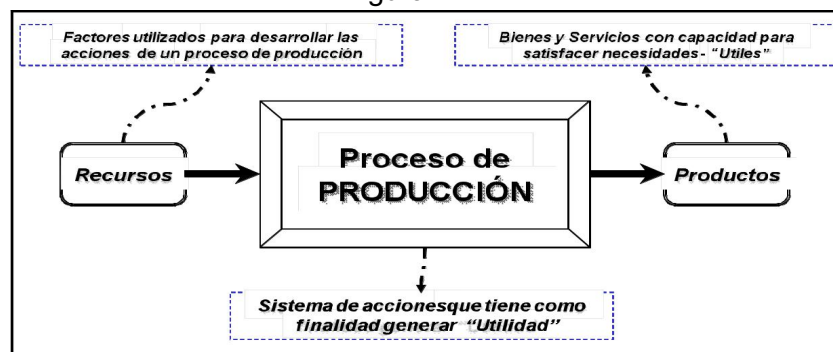 Factores utilizados para desarrollar las
acciones de un proceso de producción
Bienes y Servicios con capacidad para
satisfacer necesidades - “Utiles”
Recursos
Proceso de
PRODUCCIÓN
Productos
Sistema de accionesque tiene como
finalidad generar “Utilidad”